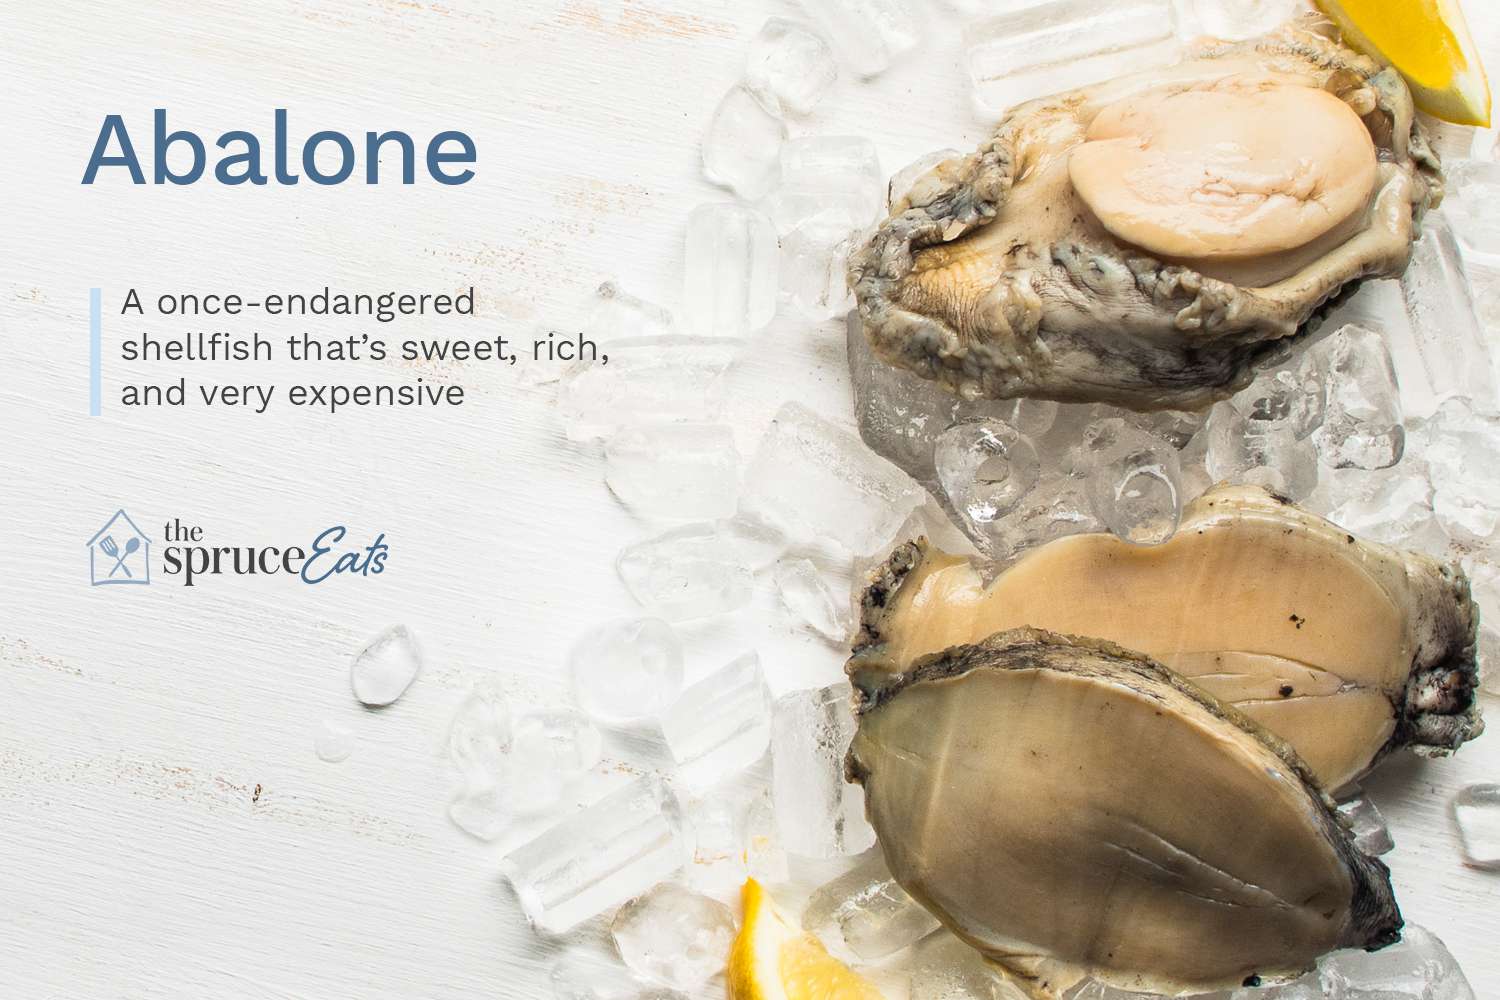 Abalone
A once-endangered
shellfish that’s sweet, rich,
and very expensive
the
spruceEats